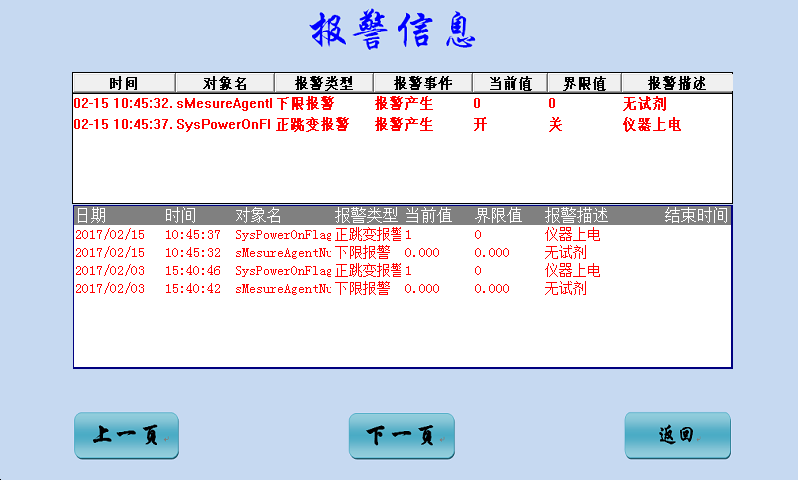 报警信息
时间 对象名 报警类型 报警事件 当前值 界限值 报警描述
02-15 10:45:32. sMesureAgentI 下限报警 报警产生 0 0 无试剂
02-15 10:45:37. SysPowerOnFl 正跳变报警 报警产生 开 关 仪器上电
日期 时间 对象名 报警类型 当前值 界限值 报警描述 结束时间
2017/02/15 10:45:37 SysPowerOnFlag 正跳变报警 1 0 仪器上电
2017/02/15 10:45:32 sMesureAgentNu 下限报警 0.000 0.000 无试剂
2017/02/03 15:40:46 SysPowerOnFlag 正跳变报警 1 0 仪器上电
2017/02/03 15:40:42 sMesureAgentNu 下限报警 0.000 0.000 无试剂
上一页 下一页 返回